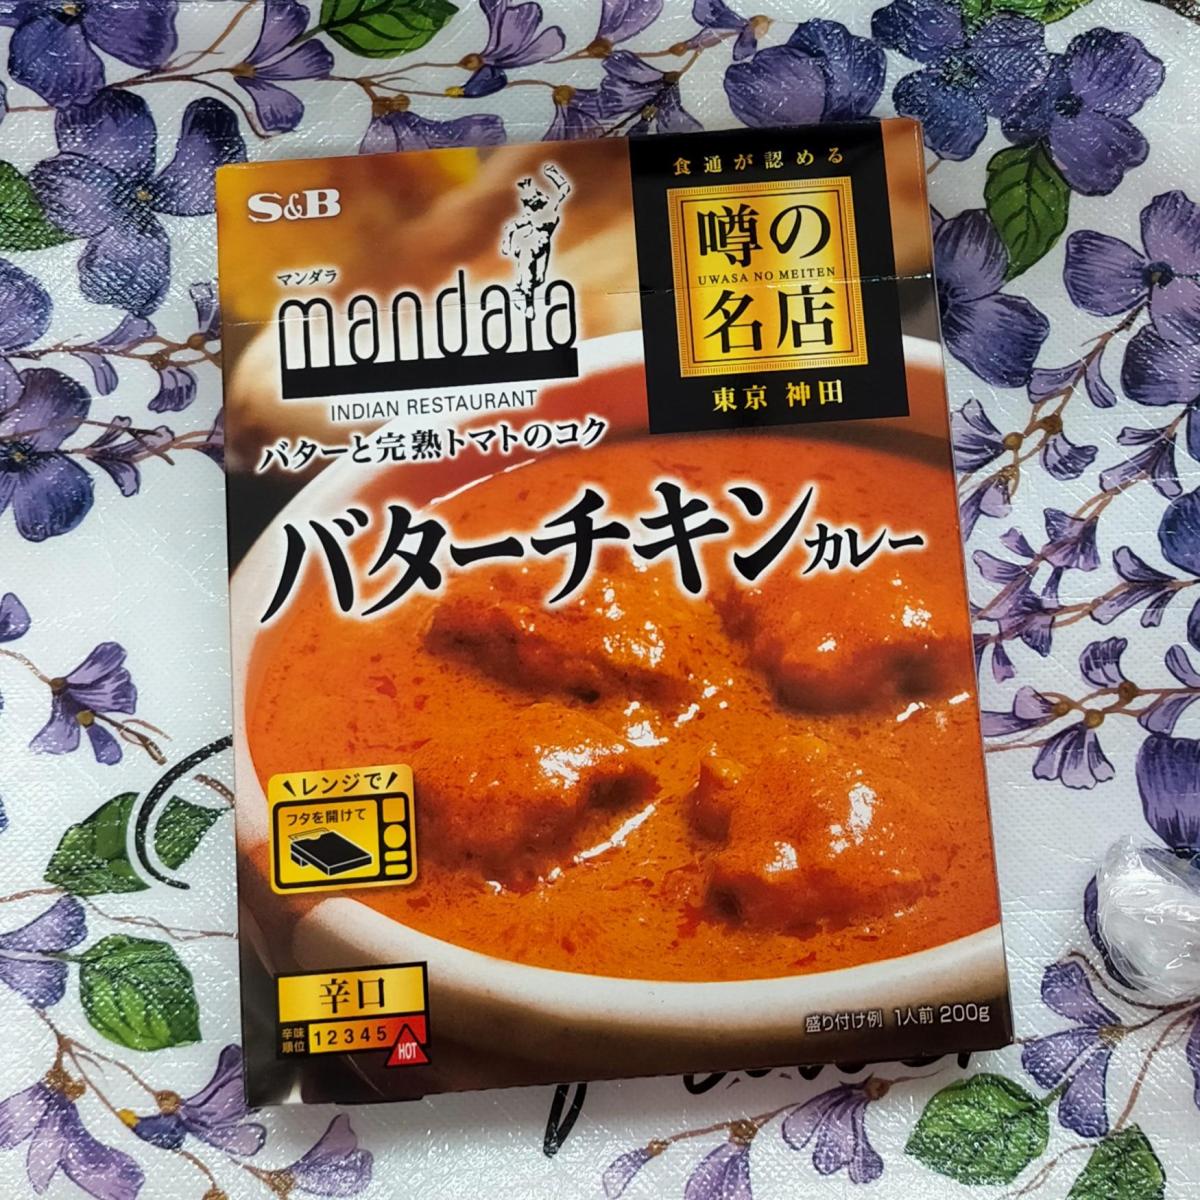 S&B
マンダラ
mandala
INDIAN RESTAURANT
食通が認める
噂の
UWASA NO MEITEN
名店
東京 神田
バターと完熟トマトのコク
バターチキンカレー
レンジで
フタを開けて
辛口
辛味
順位
12345
HOT
盛り付け例 1人前 200g